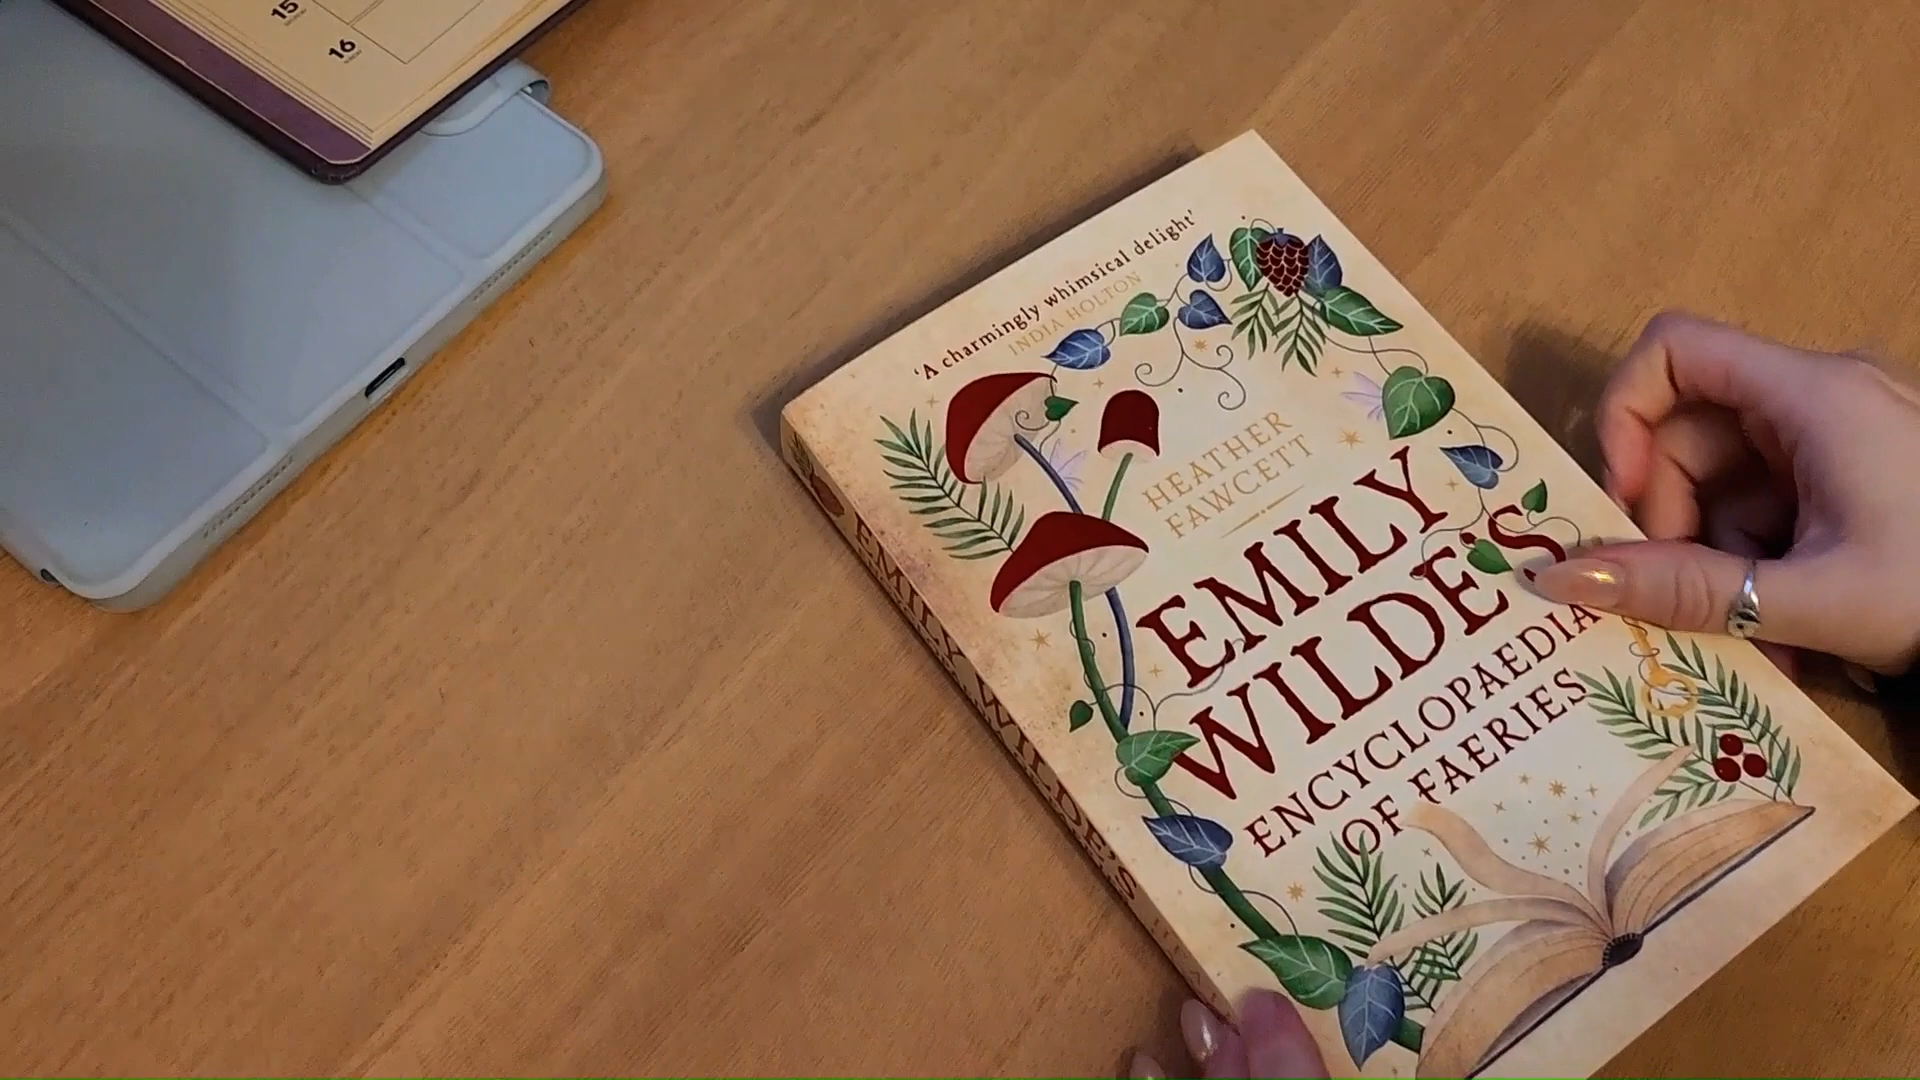 15
16
'A charmingly whimsical delight'
INDIA HOLTON
HEATHER
FAWCETT
EMILY
WILDE'S
ENCYCLOPAEDIA
OF FAERIES
EMILY WILDE'S